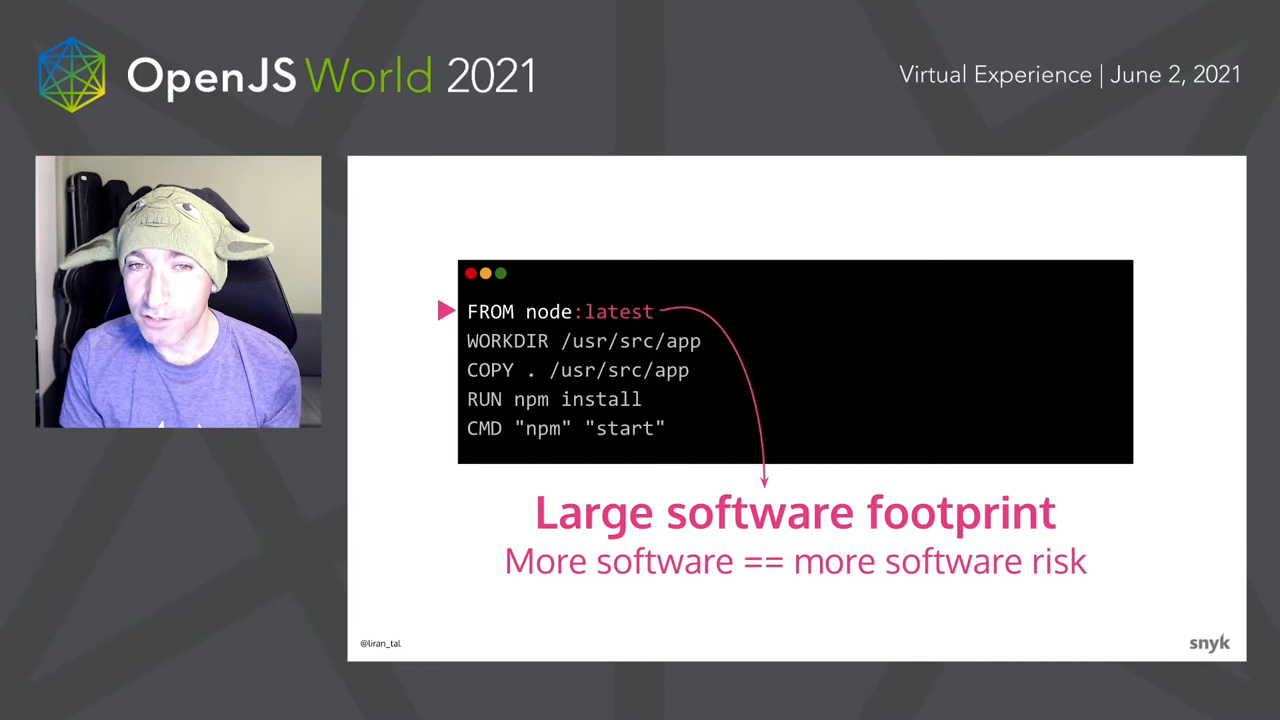 OpenJS World 2021
Virtual Experience | June 2, 2021
FROM node:latest
WORKDIR /usr/src/app
COPY . /usr/src/app
RUN npm install
CMD "npm" "start"
Large software footprint
More software == more software risk
@liran_tal
snyk